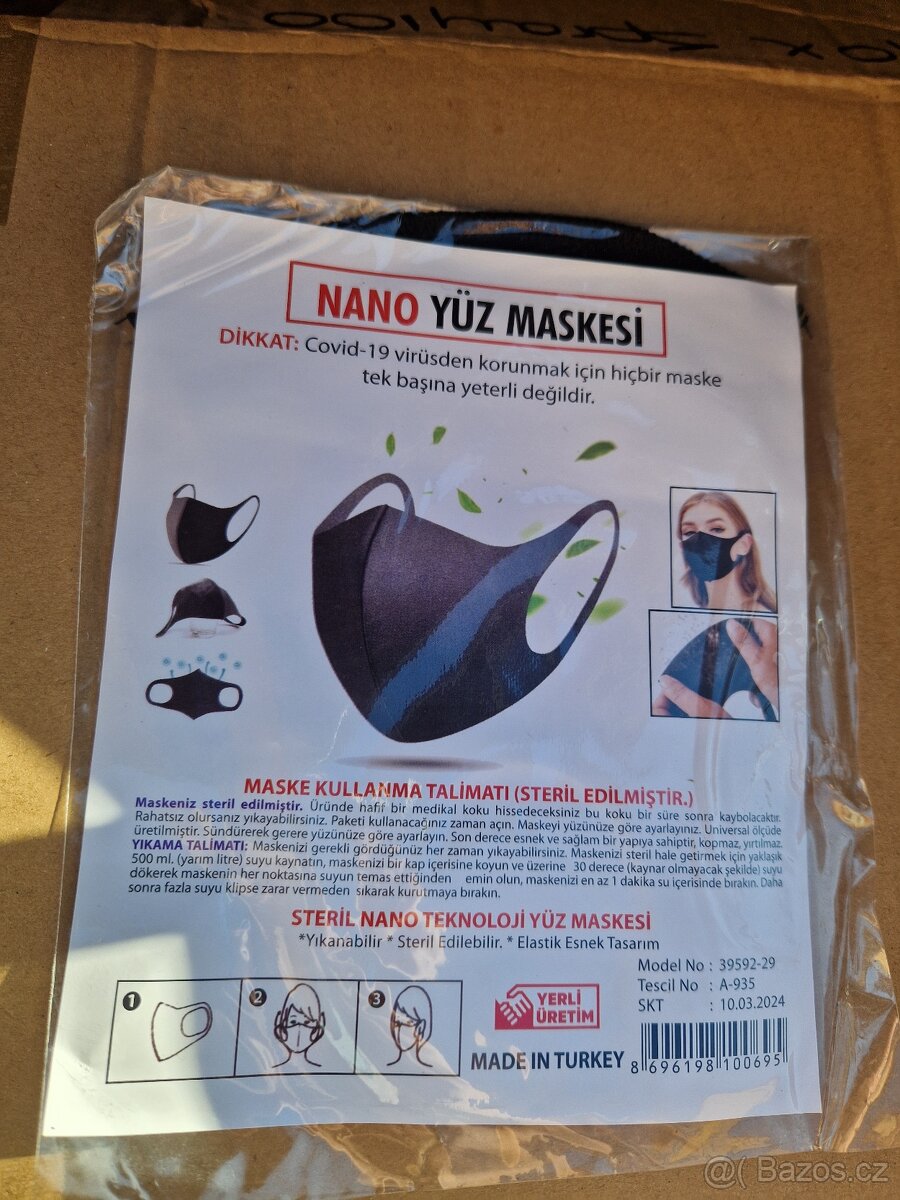 NANO YÜZ MASKESİ
DİKKAT: Covid-19 virüsden korunmak için hiçbir maske
tek başına yeterli değildir.
MASKE KULLANMA TALİMATI (STERİL EDİLMİŞTİR.)
Maskeniz steril edilmiştir. Üründe hafif bir medikal koku hissedeceksiniz bu koku bir süre sonra kaybolacaktır.
Rahatsız olursanız yıkayabilirsiniz. Paketi kullanacağınız zaman açın. Maskeyi yüzünüze göre ayarlayınız. Universal ölçüde
üretilmiştir. Sündürerek gerere yüzünüze göre ayarlayın. Son derece esnek ve sağlam bir yapıya sahiptir, kopmaz, yırtılmaz.
YIKAMA TALİMATI: Maskenizi gerekli gördüğünüz her zaman yıkayabilirsiniz. Maskenizi steril hale getirmek için yaklaşık
500 ml. (yarım litre) suyu kaynatın, maskenizi bir kap içerisine koyun ve üzerine 30 derece (kaynar olmayacak şekilde) suyu
dökerek maskenin her noktasına suyun temas ettiğinden emin olun, maskenizi en az 1 dakika su içerisinde bırakın. Daha
sonra fazla suyu klipse zarar vermeden sıkarak kurutmaya bırakın.
STERİL NANO TEKNOLOJİ YÜZ MASKESİ
*Yıkanabilir * Steril Edilebilir. * Elastik Esnek Tasarım
Model No : 39592-29
Tescil No : A-935
SKT : 10.03.2024
1 2 3
YERLİ
ÜRETİM
MADE IN TURKEY
8 696198 100695
@( Bazos.cz